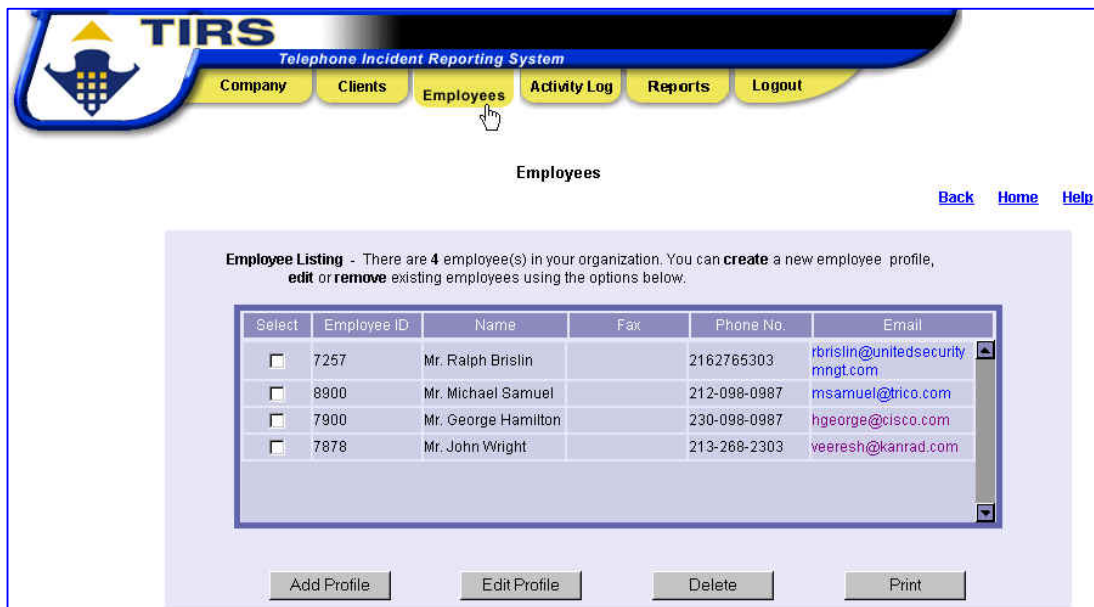 TIRS
Telephone Incident Reporting System
Company Clients Employees Activity Log Reports Logout
Employees
Back Home Help
Employee Listing - There are 4 employee(s) in your organization. You can create a new employee profile,
edit or remove existing employees using the options below.
Select Employee ID Name Fax Phone No. Email
7257 Mr. Ralph Brislin 2162765303 rbrislin@unitedsecurity
mngt.com
8900 Mr. Michael Samuel 212-098-0987 msamuel@trico.com
7900 Mr. George Hamilton 230-098-0987 hgeorge@cisco.com
7878 Mr. John Wright 213-268-2303 veeresh@kanrad.com
Add Profile Edit Profile Delete Print